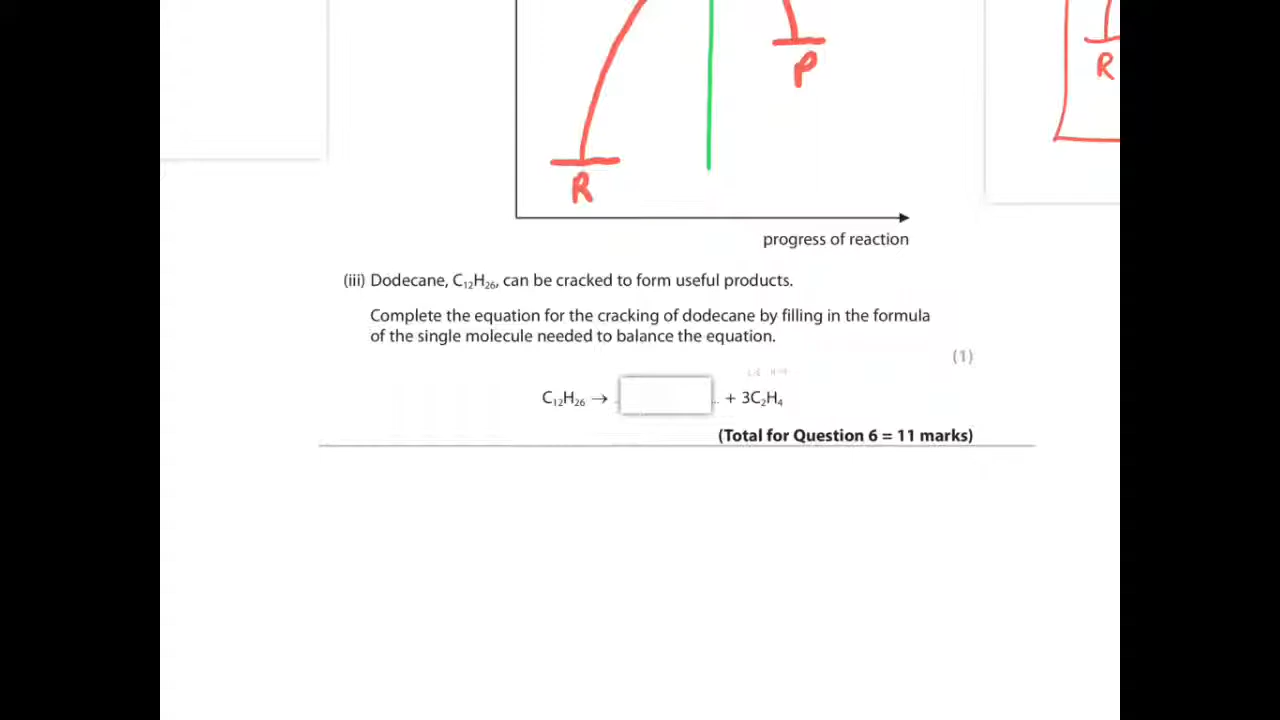 P
R
R
progress of reaction
(iii) Dodecane, C₁₂H₂₆, can be cracked to form useful products.
Complete the equation for the cracking of dodecane by filling in the formula
of the single molecule needed to balance the equation.
(1)
C₁₂H₂₆ → ... + 3C₂H₄
(Total for Question 6 = 11 marks)